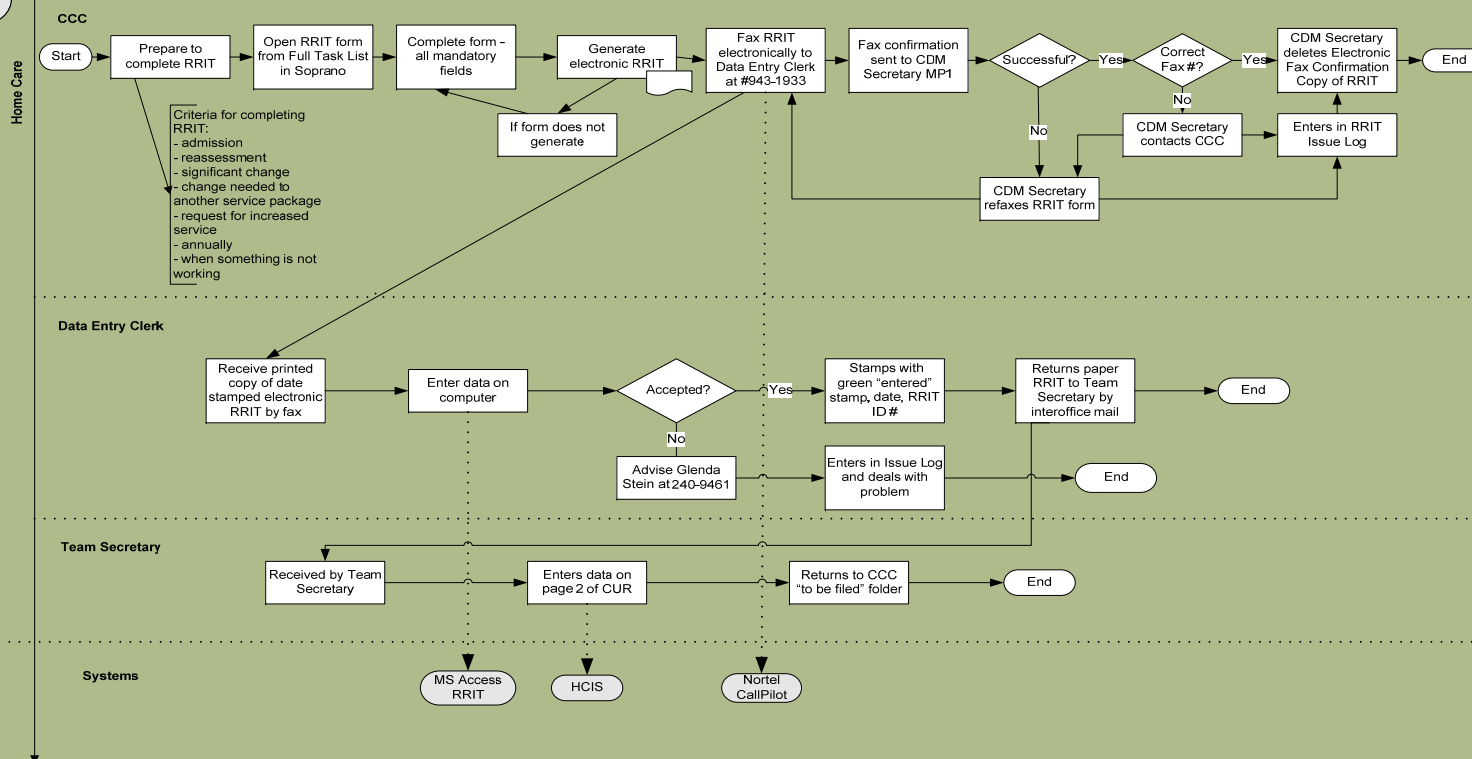 Home Care
CCC
Start
Prepare to
complete RRIT
Open RRIT form
from Full Task List
in Soprano
Complete form –
all mandatory
fields
Generate
electronic RRIT
If form does not
generate
Fax RRIT
electronically to
Data Entry Clerk
at #943-1933
Fax confirmation
sent to CDM
Secretary MP1
Successful?
Yes
No
Correct
Fax#?
Yes
No
CDM Secretary
deletes Electronic
Fax Confirmation
Copy of RRIT
End
CDM Secretary
contacts CCC
Enters in RRIT
Issue Log
CDM Secretary
refaxes RRIT form
Criteria for completing
RRIT:
- admission
- reassessment
- significant change
- change needed to
another service package
- request for increased
service
- annually
- when something is not
working
Data Entry Clerk
Receive printed
copy of date
stamped electronic
RRIT by fax
Enter data on
computer
Accepted?
Yes
No
Stamps with
green “entered”
stamp, date, RRIT
ID#
Returns paper
RRIT to Team
Secretary by
interoffice mail
End
Advise Glenda
Stein at 240-9461
Enters in Issue Log
and deals with
problem
End
Team Secretary
Received by Team
Secretary
Enters data on
page 2 of CUR
Returns to CCC
“to be filed” folder
End
Systems
MS Access
RRIT
HCIS
Nortel
CallPilot